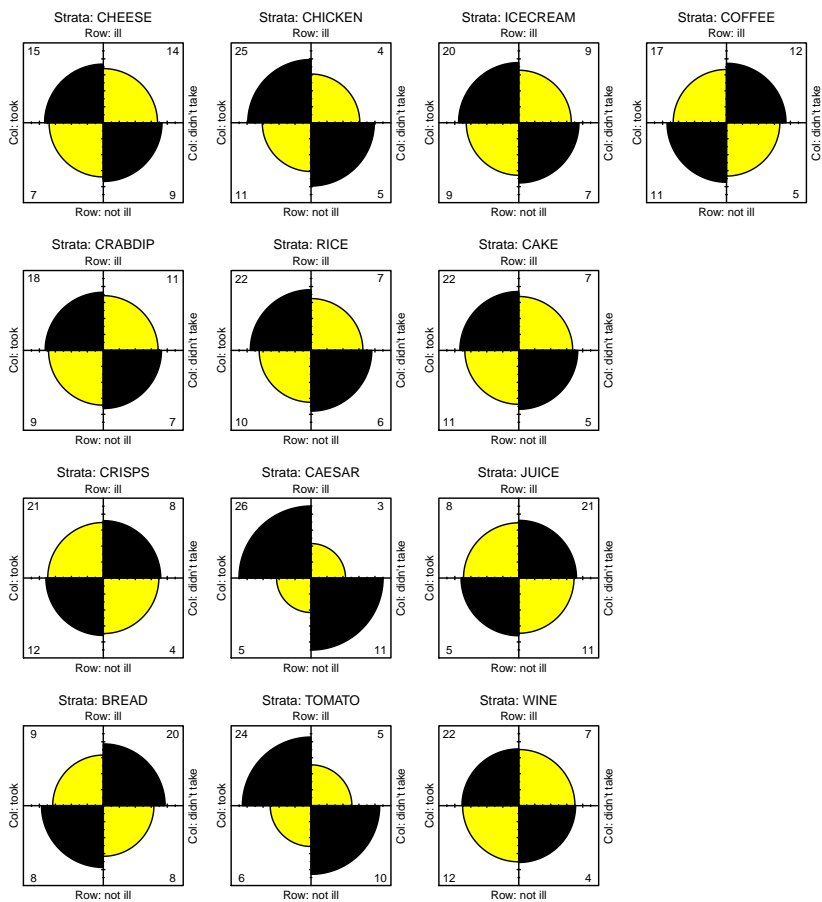 Strata: CHEESE
Row: ill
15 14
Col: took
Col: didn't take
7 9
Row: not ill
Strata: CHICKEN
Row: ill
25 4
Col: took
Col: didn't take
11 5
Row: not ill
Strata: ICECREAM
Row: ill
20 9
Col: took
Col: didn't take
9 7
Row: not ill
Strata: COFFEE
Row: ill
17 12
Col: took
Col: didn't take
11 5
Row: not ill
Strata: CRABDIP
Row: ill
18 11
Col: took
Col: didn't take
9 7
Row: not ill
Strata: RICE
Row: ill
22 7
Col: took
Col: didn't take
10 6
Row: not ill
Strata: CAKE
Row: ill
22 7
Col: took
Col: didn't take
11 5
Row: not ill
Strata: CRISPS
Row: ill
21 8
Col: took
Col: didn't take
12 4
Row: not ill
Strata: CAESAR
Row: ill
26 3
Col: took
Col: didn't take
5 11
Row: not ill
Strata: JUICE
Row: ill
8 21
Col: took
Col: didn't take
5 11
Row: not ill
Strata: BREAD
Row: ill
9 20
Col: took
Col: didn't take
8 8
Row: not ill
Strata: TOMATO
Row: ill
24 5
Col: took
Col: didn't take
6 10
Row: not ill
Strata: WINE
Row: ill
22 7
Col: took
Col: didn't take
12 4
Row: not ill